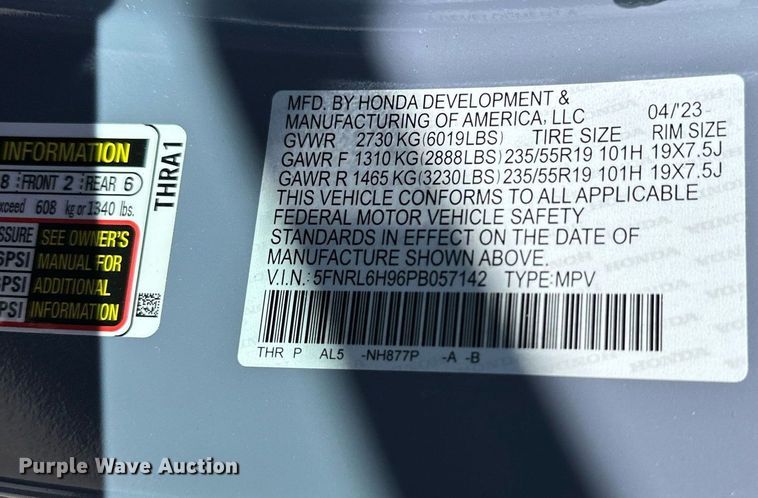 INFORMATION
8 FRONT 2 REAR 6
exceed 608 kg or 1340 lbs.
SSURE SEE OWNER'S
PSI MANUAL FOR
PSI ADDITIONAL
PSI INFORMATION
THRA1
MFD. BY HONDA DEVELOPMENT &
MANUFACTURING OF AMERICA, LLC 04/'23
GVWR 2730 KG(6019LBS) TIRE SIZE RIM SIZE
GAWR F 1310 KG(2888LBS) 235/55R19 101H 19X7.5J
GAWR R 1465 KG(3230LBS) 235/55R19 101H 19X7.5J
THIS VEHICLE CONFORMS TO ALL APPLICABLE
FEDERAL MOTOR VEHICLE SAFETY
STANDARDS IN EFFECT ON THE DATE OF
MANUFACTURE SHOWN ABOVE.
V.I.N.: 5FNRL6H96PB057142 TYPE:MPV
THR P AL5 -NH877P -A -B
HONDA
Purple Wave Auction